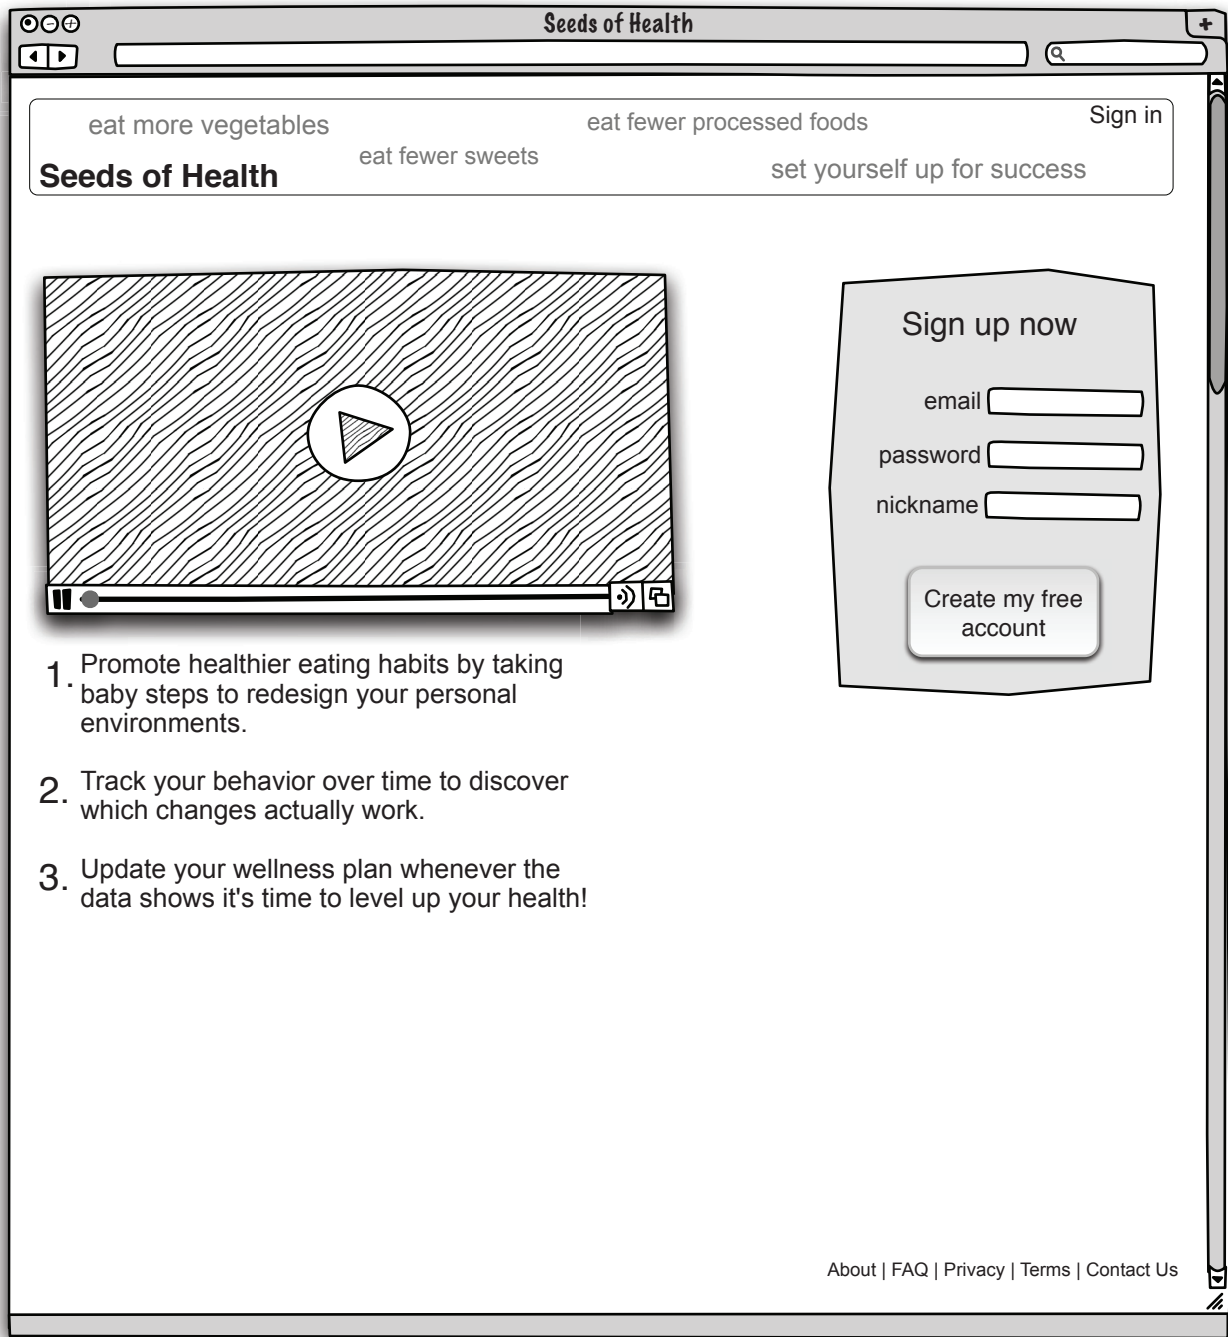 Seeds of Health
eat more vegetables
eat fewer processed foods
Sign in
eat fewer sweets
Seeds of Health
set yourself up for success
Sign up now
email
password
nickname
Create my free
account
1. Promote healthier eating habits by taking
baby steps to redesign your personal
environments.
2. Track your behavior over time to discover
which changes actually work.
3. Update your wellness plan whenever the
data shows it's time to level up your health!
About | FAQ | Privacy | Terms | Contact Us